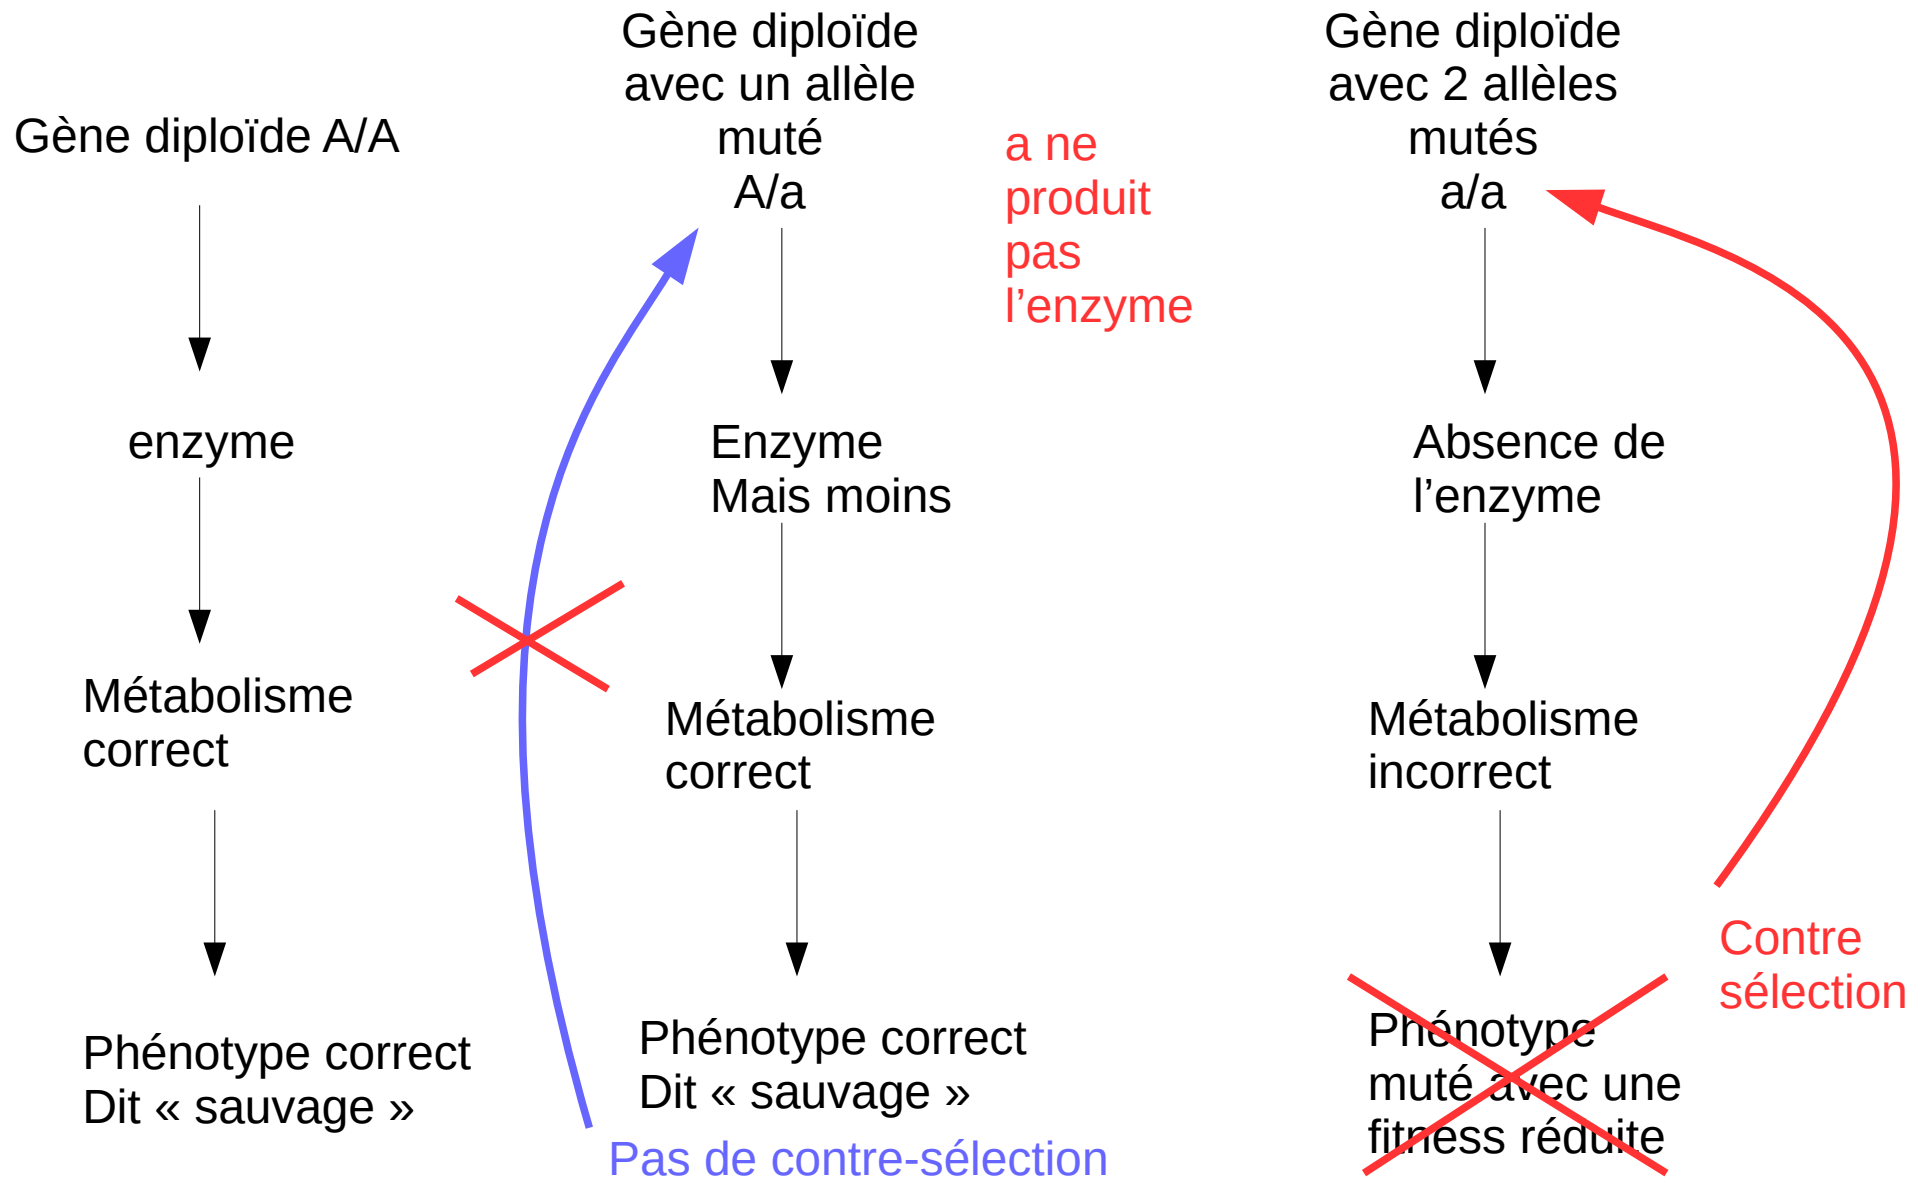 Gène diploïde A/A
enzyme
Métabolisme
correct
Phénotype correct
Dit « sauvage »
Gène diploïde
avec un allèle
muté
A/a
Enzyme
Mais moins
Métabolisme
correct
Phénotype correct
Dit « sauvage »
Pas de contre-sélection
a ne
produit
pas
l’enzyme
Gène diploïde
avec 2 allèles
mutés
a/a
Absence de
l’enzyme
Métabolisme
incorrect
Phénotype
muté avec une
fitness réduite
Contre
sélection